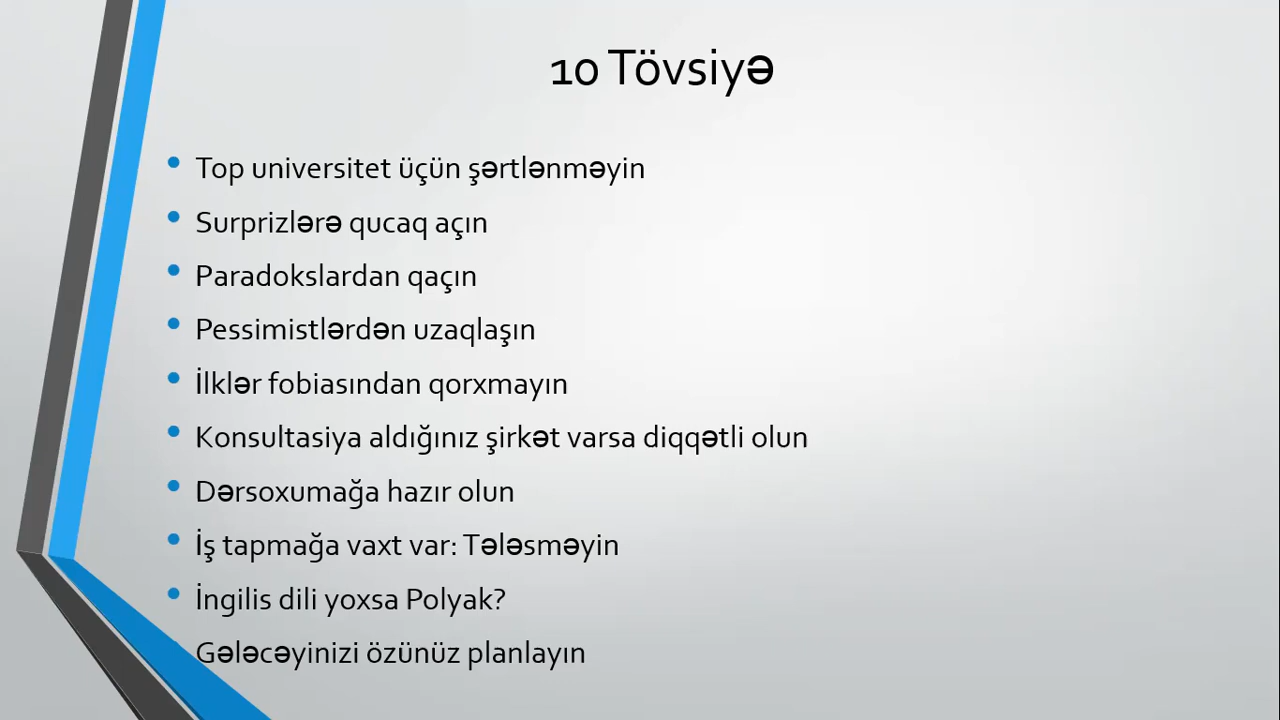 10 Tövsiyə
• Top universitet üçün şərtlənməyin
• Surprizlərə qucaq açın
• Paradokslardan qaçın
• Pessimistlərdən uzaqlaşın
• İlklər fobiasından qorxmayın
• Konsultasiya aldığınız şirkət varsa diqqətli olun
• Dərsoxumağa hazır olun
• İş tapmağa vaxt var: Tələsməyin
• İngilis dili yoxsa Polyak?
Gələcəyinizi özünüz planlayın